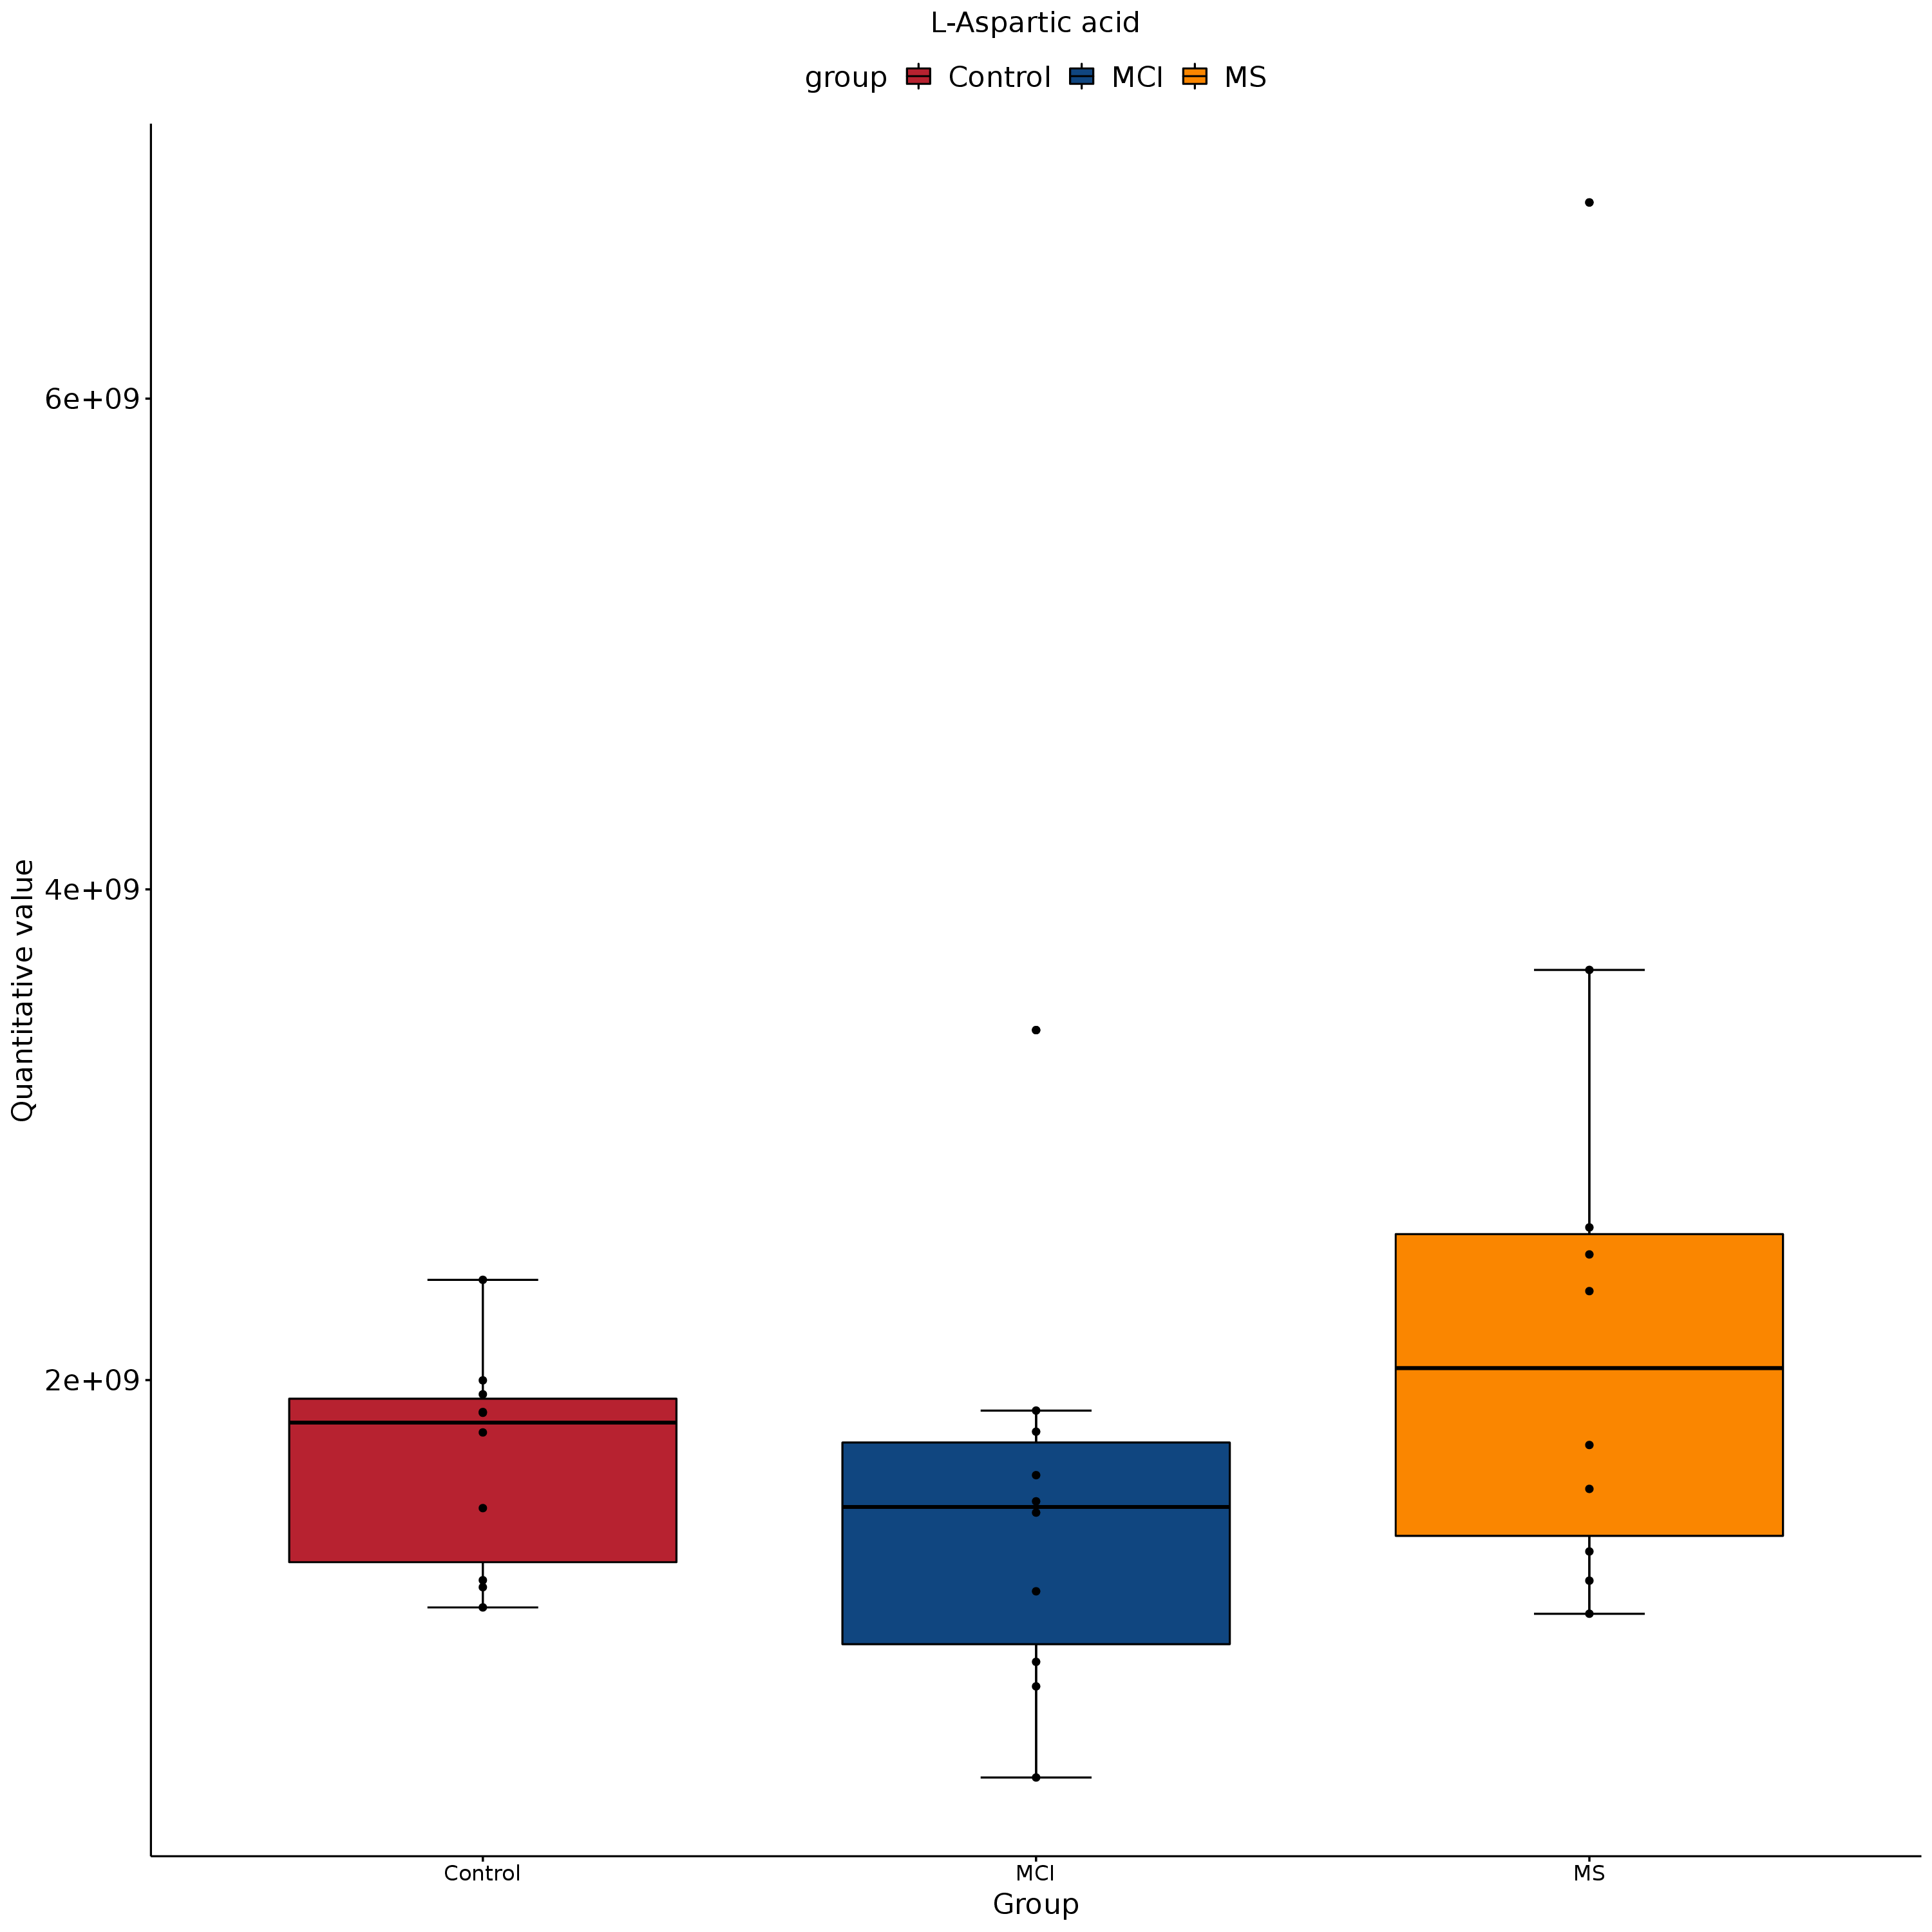 L-Aspartic acid
group Control MCI MS
6e+09
4e+09
2e+09
Quantitative value
Control MCI MS
Group